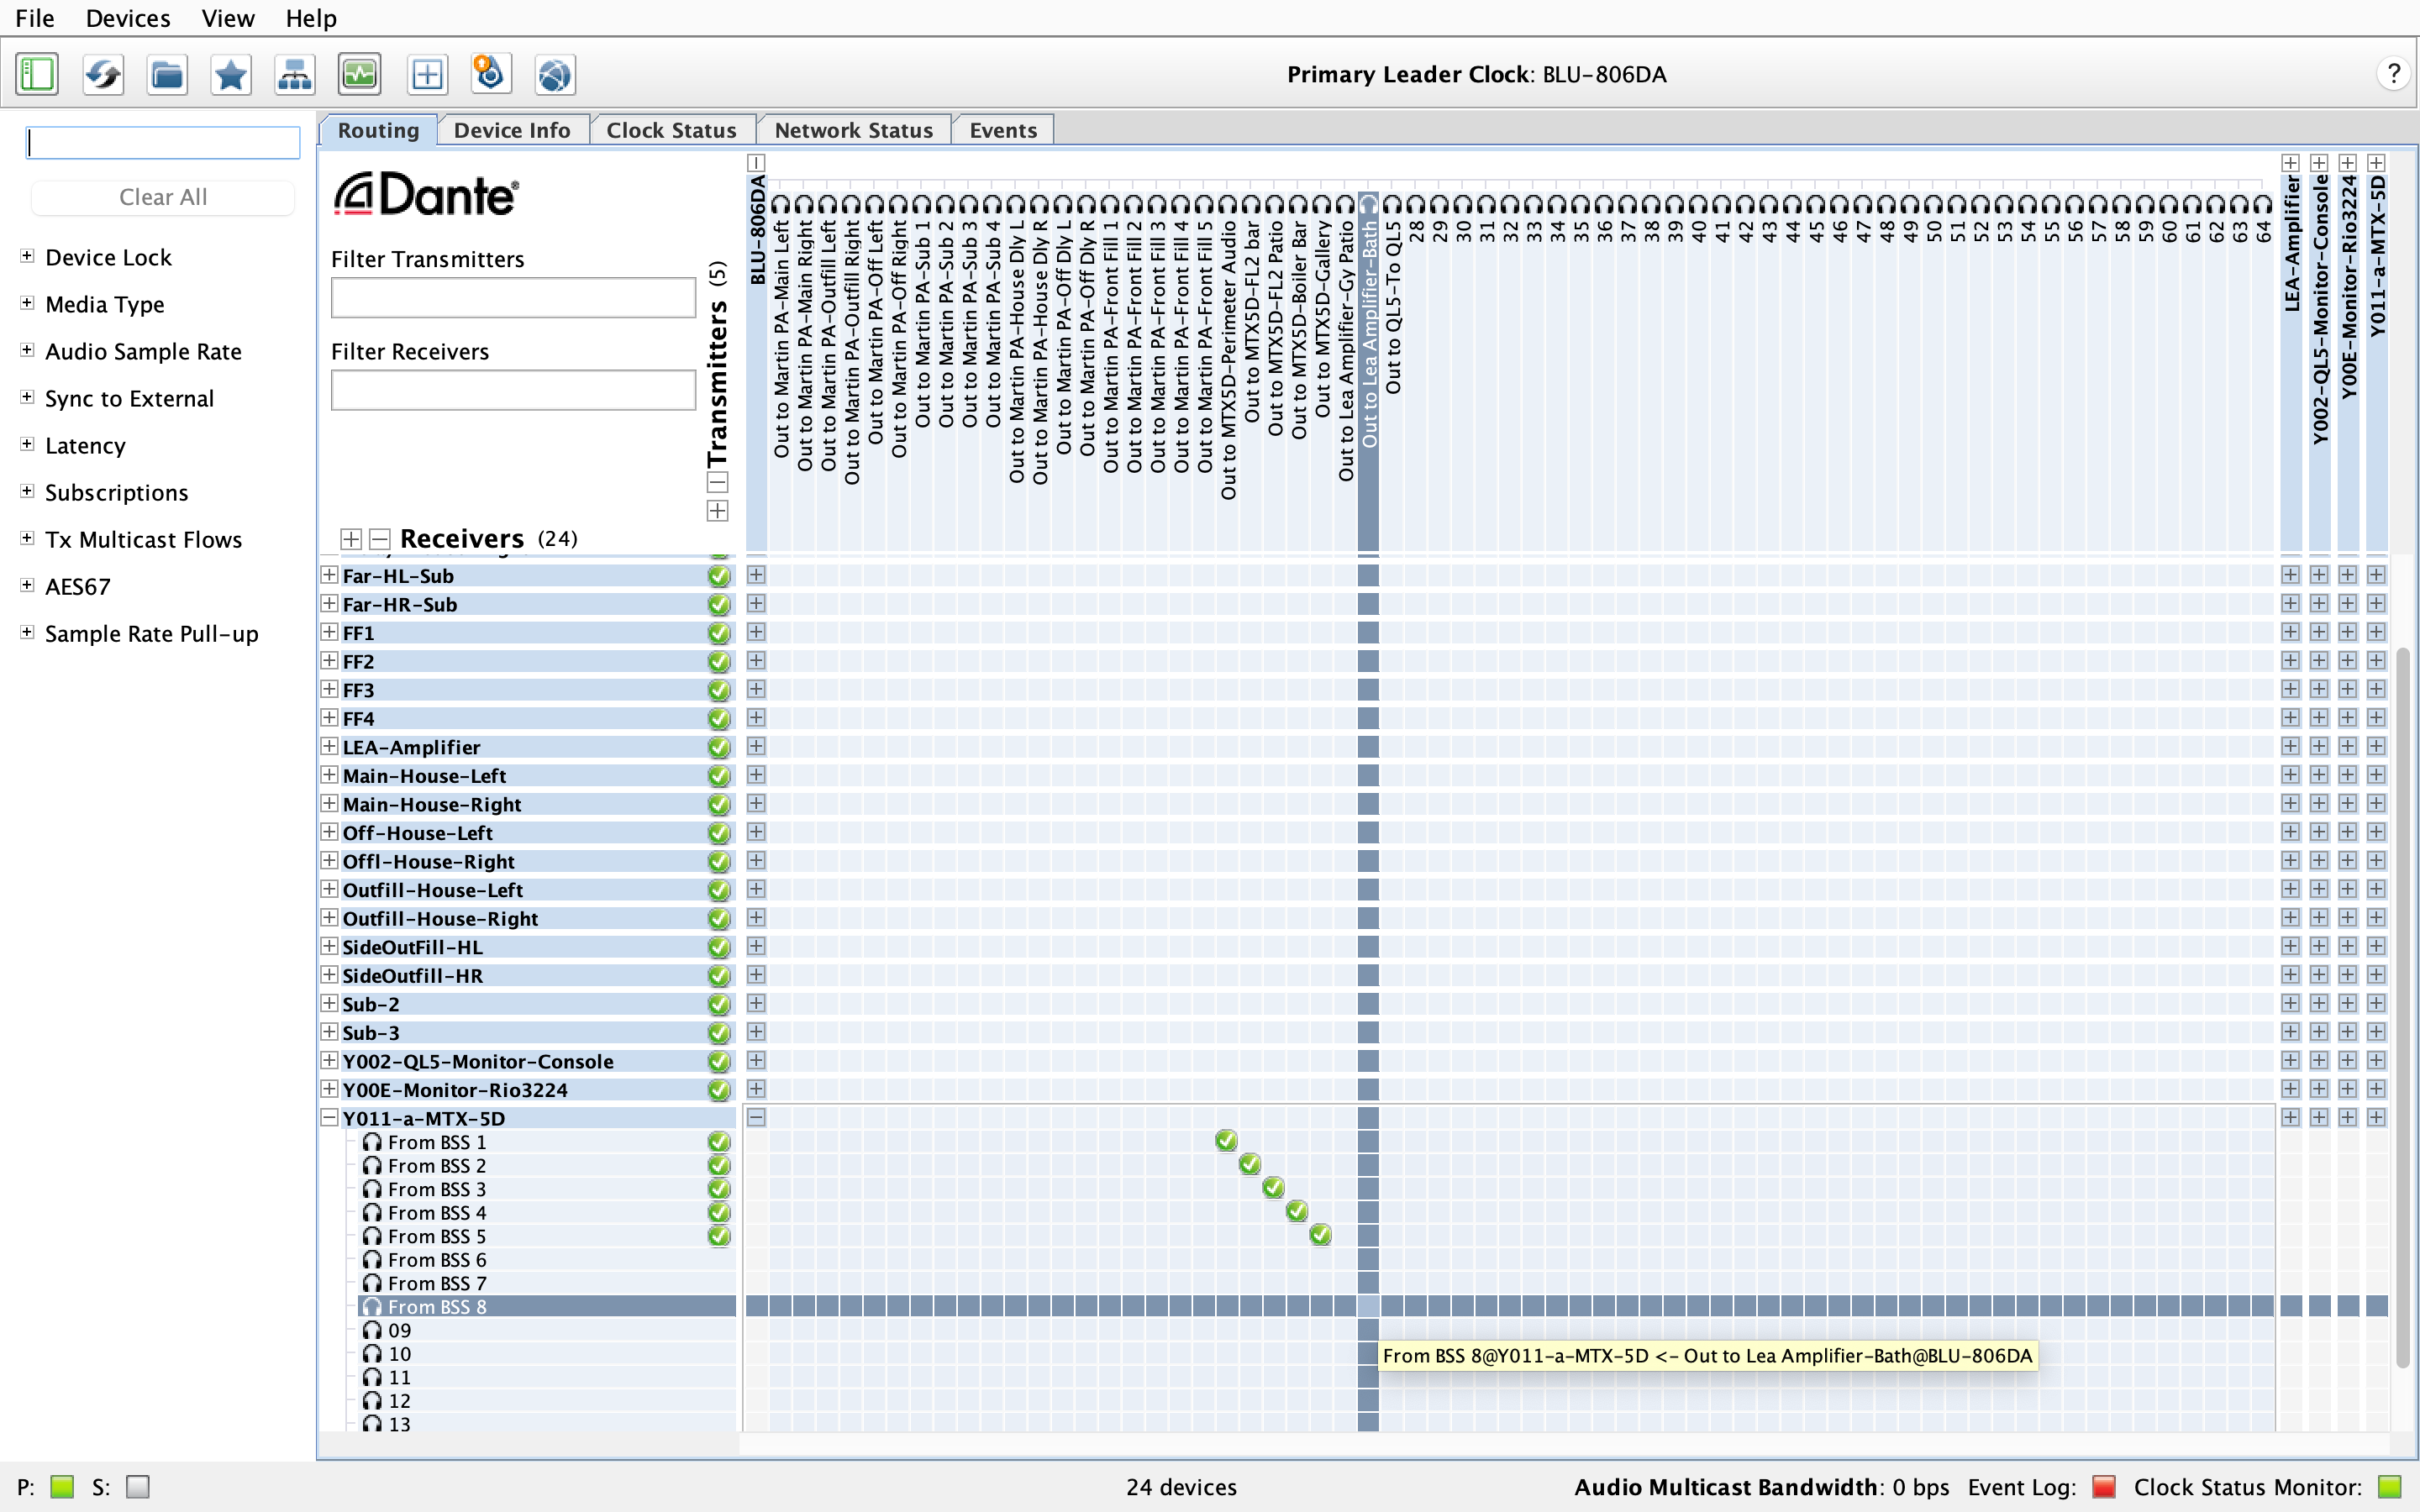 File Devices View Help
Primary Leader Clock: BLU-806DA
?
Clear All
Device Lock
Media Type
Audio Sample Rate
Sync to External
Latency
Subscriptions
Tx Multicast Flows
AES67
Sample Rate Pull-up
Routing Device Info Clock Status Network Status Events
Dante
Filter Transmitters
Filter Receivers
Transmitters (5)
Receivers (24)
BLU-806DA
Out to Martin PA-Main Left
Out to Martin PA-Main Right
Out to Martin PA-Outfill Left
Out to Martin PA-Outfill Right
Out to Martin PA-Off Left
Out to Martin PA-Off Right
Out to Martin PA-Sub 1
Out to Martin PA-Sub 2
Out to Martin PA-Sub 3
Out to Martin PA-Sub 4
Out to Martin PA-House Dly L
Out to Martin PA-House Dly R
Out to Martin PA-Off Dly L
Out to Martin PA-Off Dly R
Out to Martin PA-Front Fill 1
Out to Martin PA-Front Fill 2
Out to Martin PA-Front Fill 3
Out to Martin PA-Front Fill 4
Out to Martin PA-Front Fill 5
Out to MTX5D-Perimeter Audio
Out to MTX5D-FL2 bar
Out to MTX5D-FL2 Patio
Out to MTX5D-Boiler Bar
Out to MTX5D-Gallery
Out to Lea Amplifier-Gy Patio
Out to Lea Amplifier-Bath
Out to QL5-To QL5
28
29
30
31
32
33
34
35
36
37
38
39
40
41
42
43
44
45
46
47
48
49
50
51
52
53
54
55
56
57
58
59
60
61
62
63
64
LEA-Amplifier
Y002-QL5-Monitor-Console
Y00E-Monitor-Rio3224
Y011-a-MTX-5D
Far-HL-Sub
Far-HR-Sub
FF1
FF2
FF3
FF4
LEA-Amplifier
Main-House-Left
Main-House-Right
Off-House-Left
Offl-House-Right
Outfill-House-Left
Outfill-House-Right
SideOutFill-HL
SideOutfill-HR
Sub-2
Sub-3
Y002-QL5-Monitor-Console
Y00E-Monitor-Rio3224
Y011-a-MTX-5D
From BSS 1
From BSS 2
From BSS 3
From BSS 4
From BSS 5
From BSS 6
From BSS 7
From BSS 8
09
10
11
12
13
From BSS 8@Y011-a-MTX-5D <- Out to Lea Amplifier-Bath@BLU-806DA
P: S: 24 devices Audio Multicast Bandwidth: 0 bps Event Log: Clock Status Monitor: